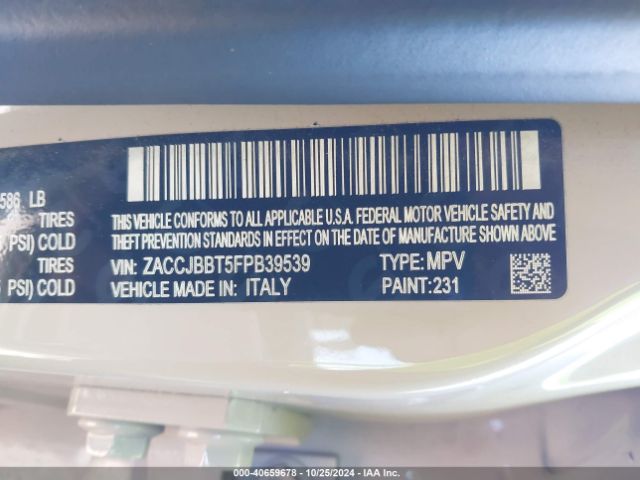 586 LB
TIRES
PSI) COLD
TIRES
PSI) COLD
THIS VEHICLE CONFORMS TO ALL APPLICABLE U.S.A. FEDERAL MOTOR VEHICLE SAFETY AND
THEFT PREVENTION STANDARDS IN EFFECT ON THE DATE OF MANUFACTURE SHOWN ABOVE.
VIN: ZACCJBBT5FPB39539 TYPE: MPV
VEHICLE MADE IN: ITALY PAINT: 231
000-40659678 - 10/25/2024 - IAA Inc.